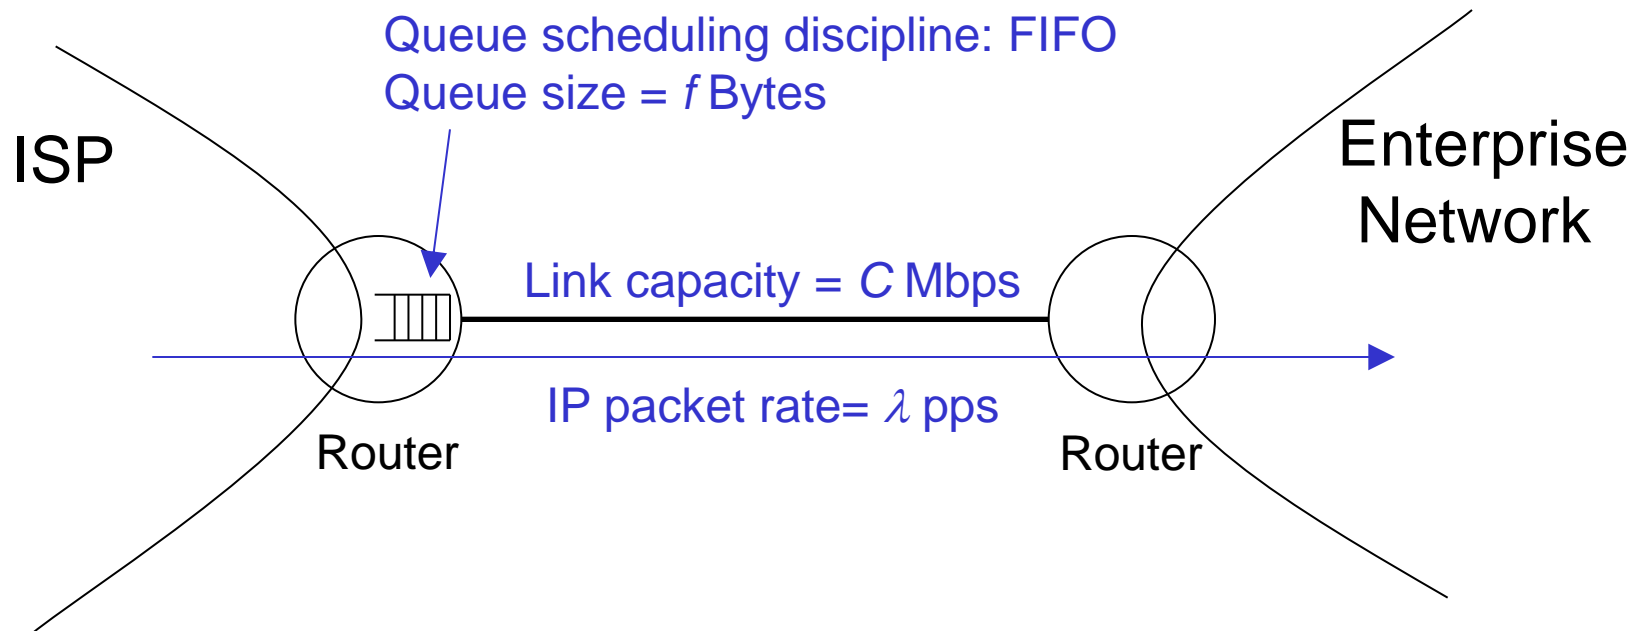 Queue scheduling discipline: FIFO
Queue size = f Bytes
ISP
Enterprise
Network
Link capacity = C Mbps
IP packet rate= λ pps
Router
Router